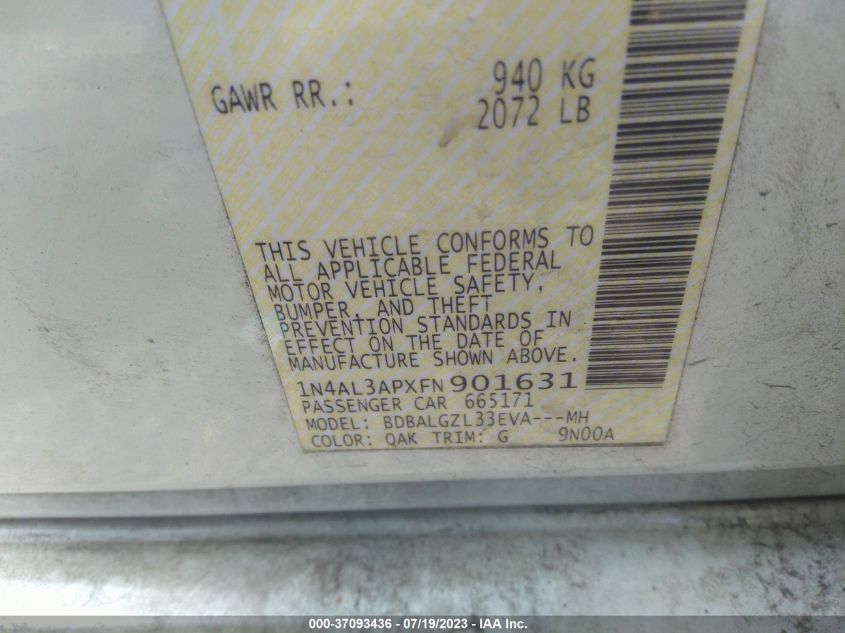 GAWR RR.: 940 KG
2072 LB
THIS VEHICLE CONFORMS TO
ALL APPLICABLE FEDERAL
MOTOR VEHICLE SAFETY,
BUMPER, AND THEFT
PREVENTION STANDARDS IN
EFFECT ON THE DATE OF
MANUFACTURE SHOWN ABOVE.
1N4AL3APXFN901631
PASSENGER CAR 665171
MODEL: BDBALGZL33EVA---MH
COLOR: QAK TRIM: G 9N00A
000-37093436 - 07/19/2023 - IAA Inc.